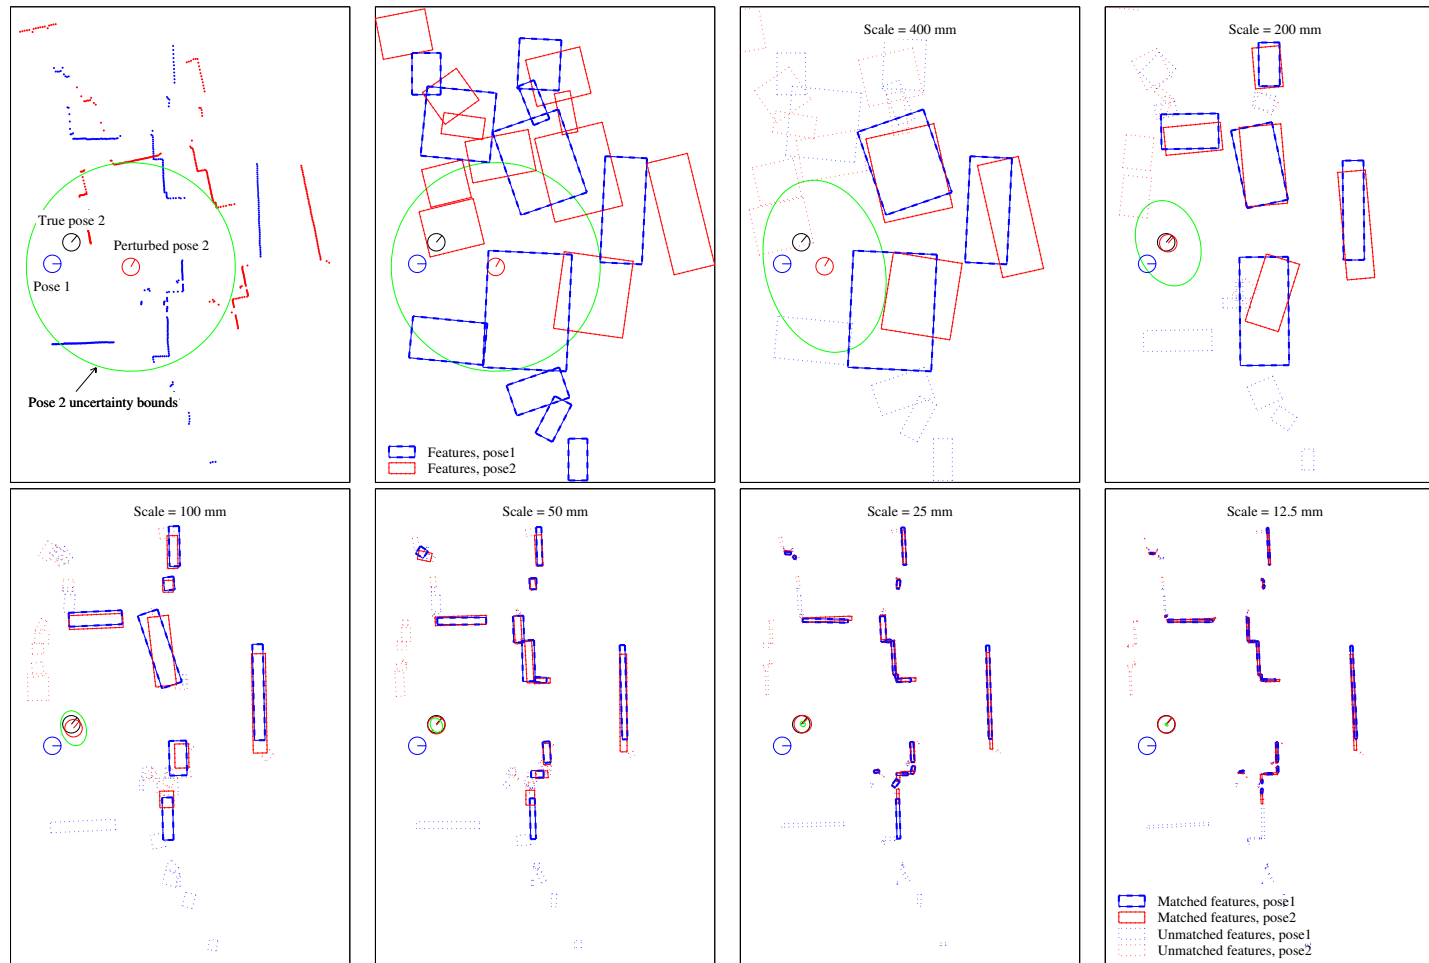 True pose 2
Perturbed pose 2
Pose 1
Pose 2 uncertainty bounds
Features, pose1
Features, pose2
Scale = 400 mm
Scale = 200 mm
Scale = 100 mm
Scale = 50 mm
Scale = 25 mm
Scale = 12.5 mm
Matched features, pose1
Matched features, pose2
Unmatched features, pose1
Unmatched features, pose2